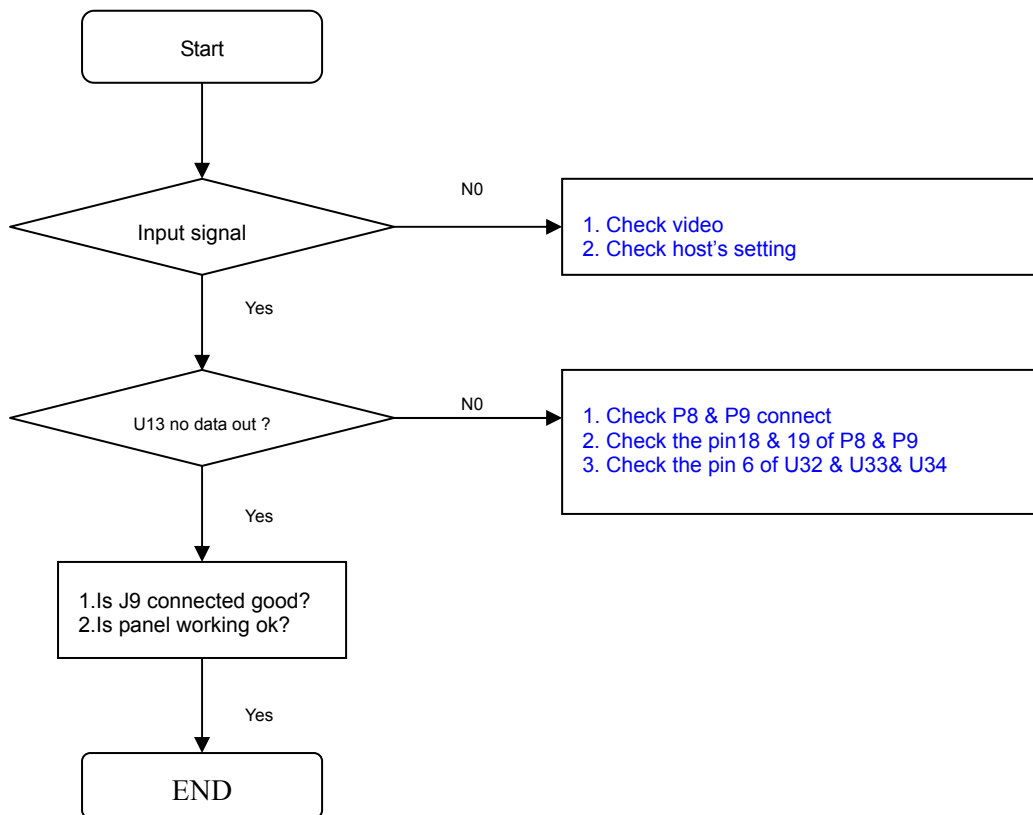 Start
Input signal
N0
1. Check video
2. Check host's setting
Yes
U13 no data out ?
N0
1. Check P8 & P9 connect
2. Check the pin18 & 19 of P8 & P9
3. Check the pin 6 of U32 & U33& U34
Yes
1.Is J9 connected good?
2.Is panel working ok?
Yes
END